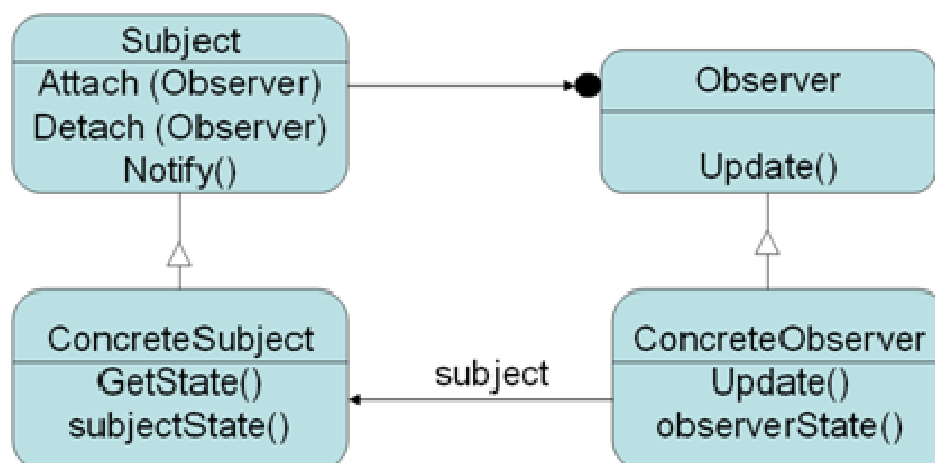 Subject
Attach (Observer)
Detach (Observer)
Notify()
Observer
Update()
ConcreteSubject
GetState()
subjectState()
subject
ConcreteObserver
Update()
observerState()